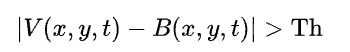 |V(x, y, t) − B(x, y, t)| > Th